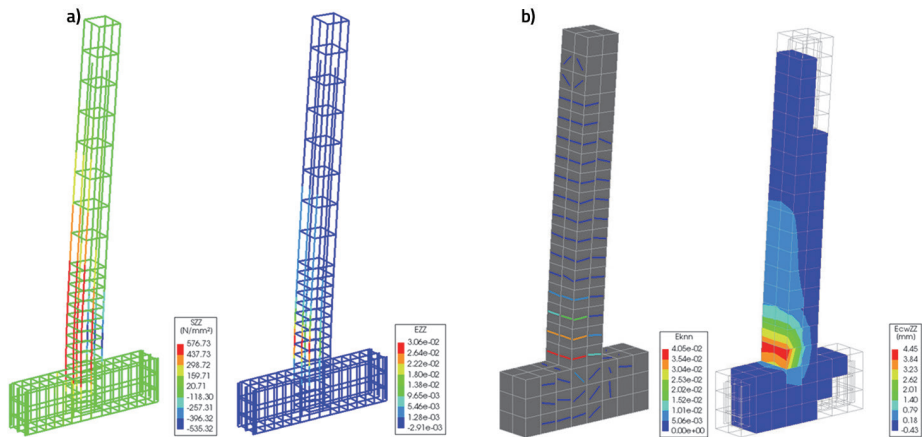 a)
SZZ
(N/mm²)
576.73
437.73
298.72
159.71
20.71
-118.30
-257.31
-396.32
-535.32
EZZ
3.06e-02
2.64e-02
2.22e-02
1.80e-02
1.38e-02
9.65e-03
5.46e-03
1.28e-03
-2.91e-03
b)
Eknn
4.05e-02
3.54e-02
3.04e-02
2.53e-02
2.02e-02
1.52e-02
1.01e-02
5.06e-03
0.00e+00
EcwZZ
(mm)
4.45
3.84
3.23
2.62
2.01
1.40
0.79
0.18
-0.43